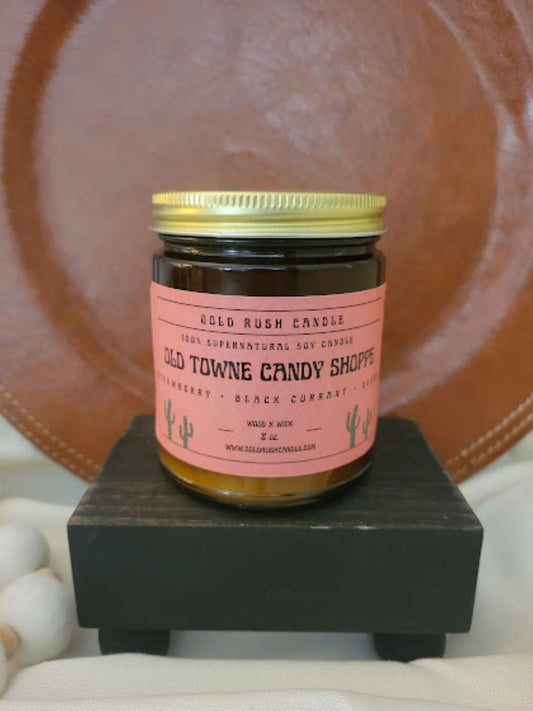 GOLD RUSH CANDLE
100% SUPERNATURAL SOY CANDLE
OLD TOWNE CANDY SHOPPE
BLACK CURRANT
WOOD N WICK
8 oz.
WWW.GOLDRUSHCANDLE.COM